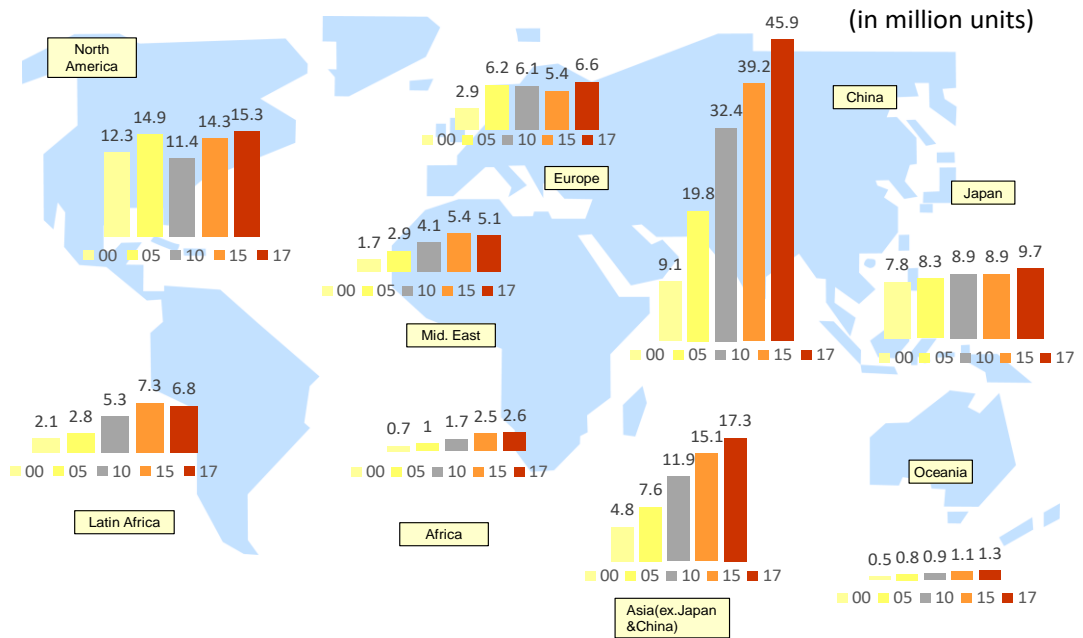 (in million units)
North
America
12.3 14.9 11.4 14.3 15.3
00 05 10 15 17
2.9 6.2 6.1 5.4 6.6
00 05 10 15 17
Europe
9.1 19.8 32.4 39.2 45.9
00 05 10 15 17
China
Japan
7.8 8.3 8.9 8.9 9.7
00 05 10 15 17
1.7 2.9 4.1 5.4 5.1
00 05 10 15 17
Mid. East
2.1 2.8 5.3 7.3 6.8
00 05 10 15 17
Latin Africa
0.7 1 1.7 2.5 2.6
00 05 10 15 17
Africa
4.8 7.6 11.9 15.1 17.3
00 05 10 15 17
Asia(ex.Japan
&China)
Oceania
0.5 0.8 0.9 1.1 1.3
00 05 10 15 17